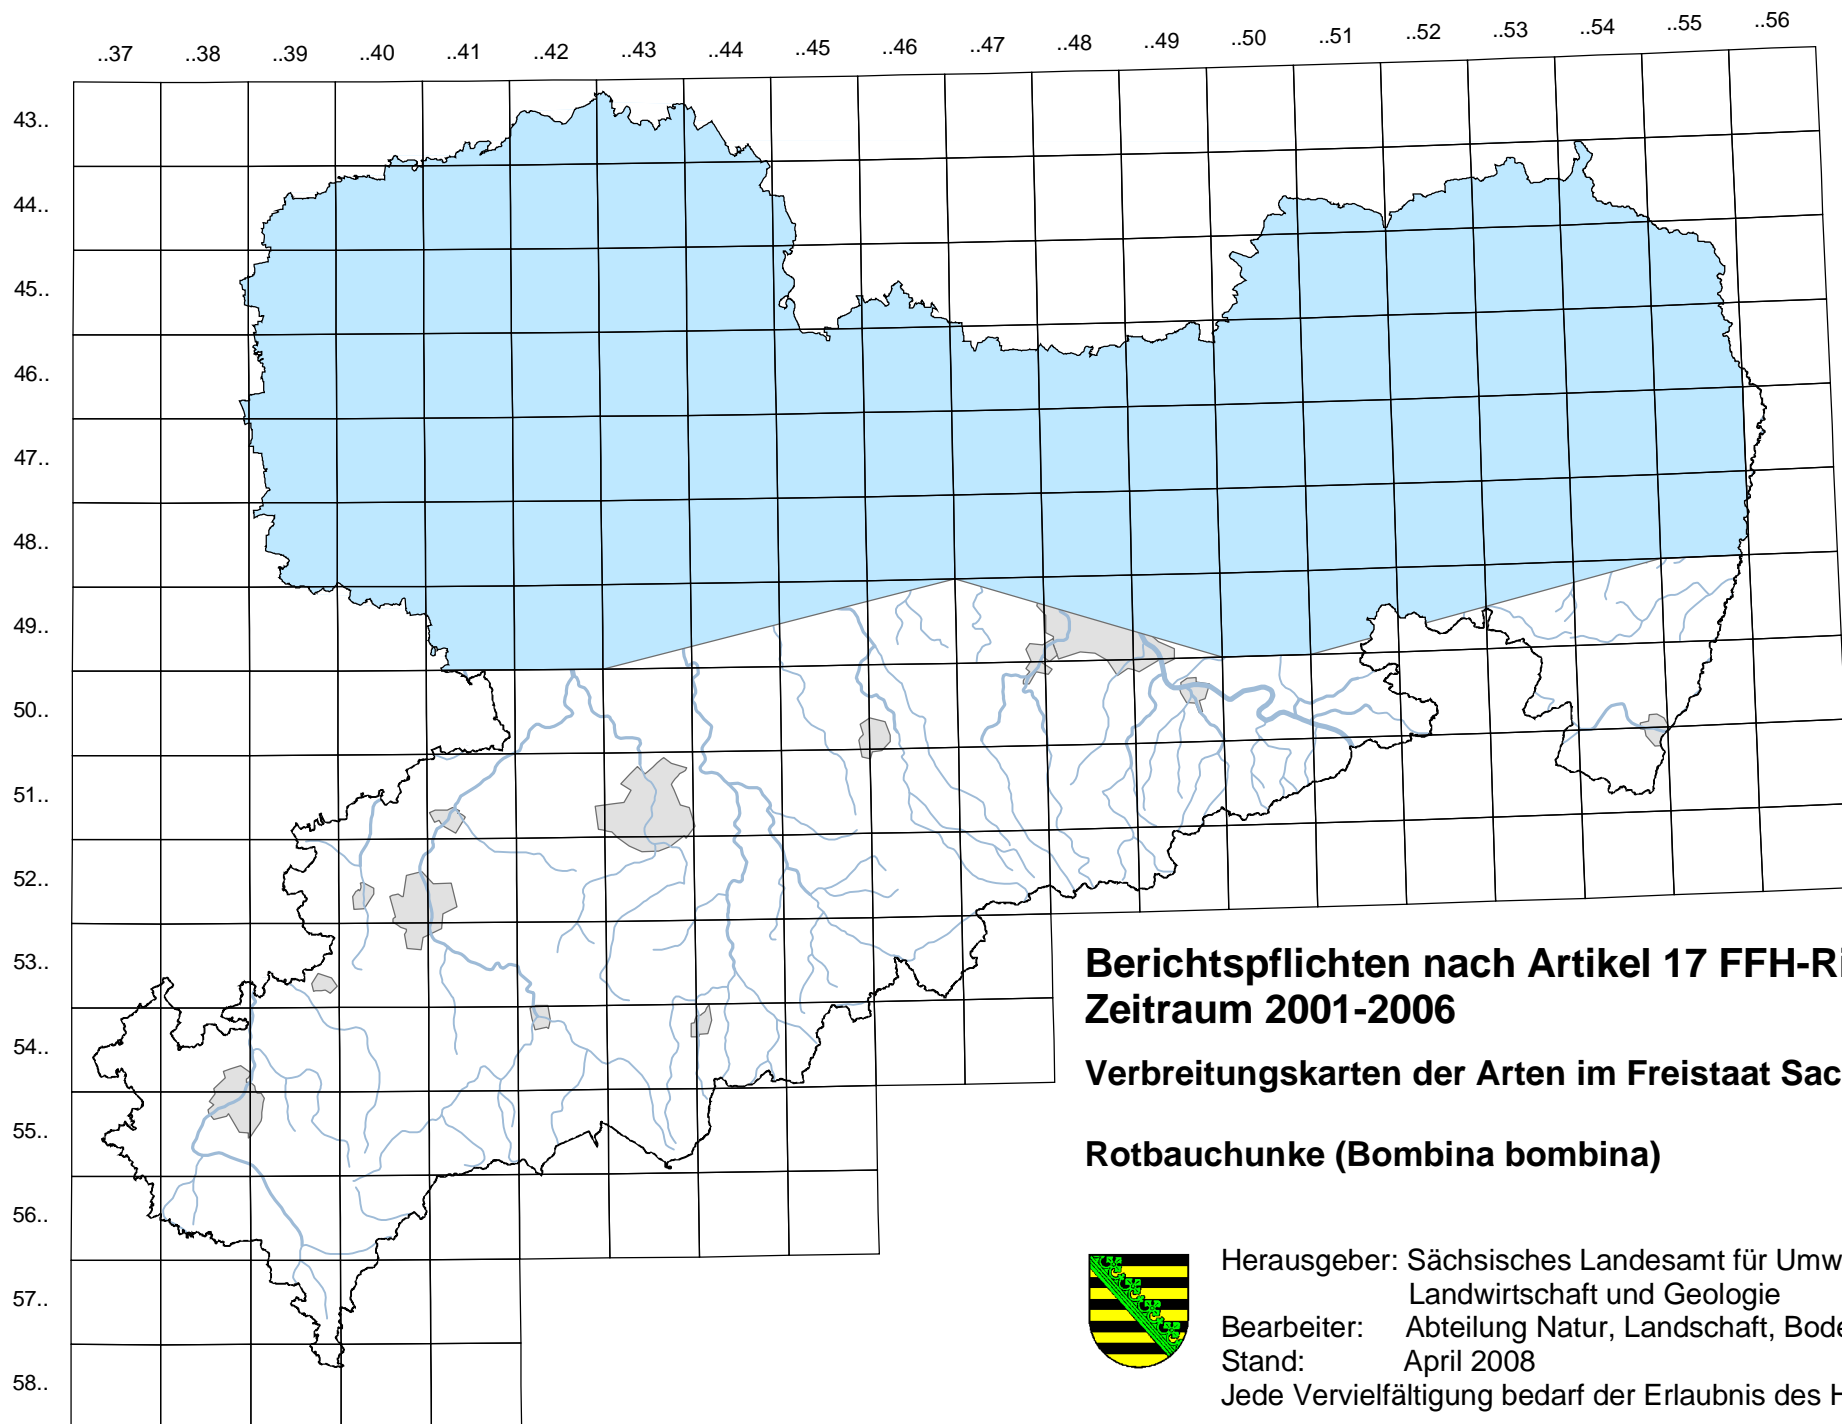 ..37 ..38 ..39 ..40 ..41 ..42 ..43 ..44 ..45 ..46 ..47 ..48 ..49 ..50 ..51 ..52 ..53 ..54 ..55 ..56
43..
44..
45..
46..
47..
48..
49..
50..
51..
52..
53..
54..
55..
56..
57..
58..
Berichtspflichten nach Artikel 17 FFH-Ri
Zeitraum 2001-2006
Verbreitungskarten der Arten im Freistaat Sac
Rotbauchunke (Bombina bombina)
Herausgeber: Sächsisches Landesamt für Umw
Landwirtschaft und Geologie
Bearbeiter: Abteilung Natur, Landschaft, Bode
Stand: April 2008
Jede Vervielfältigung bedarf der Erlaubnis des H